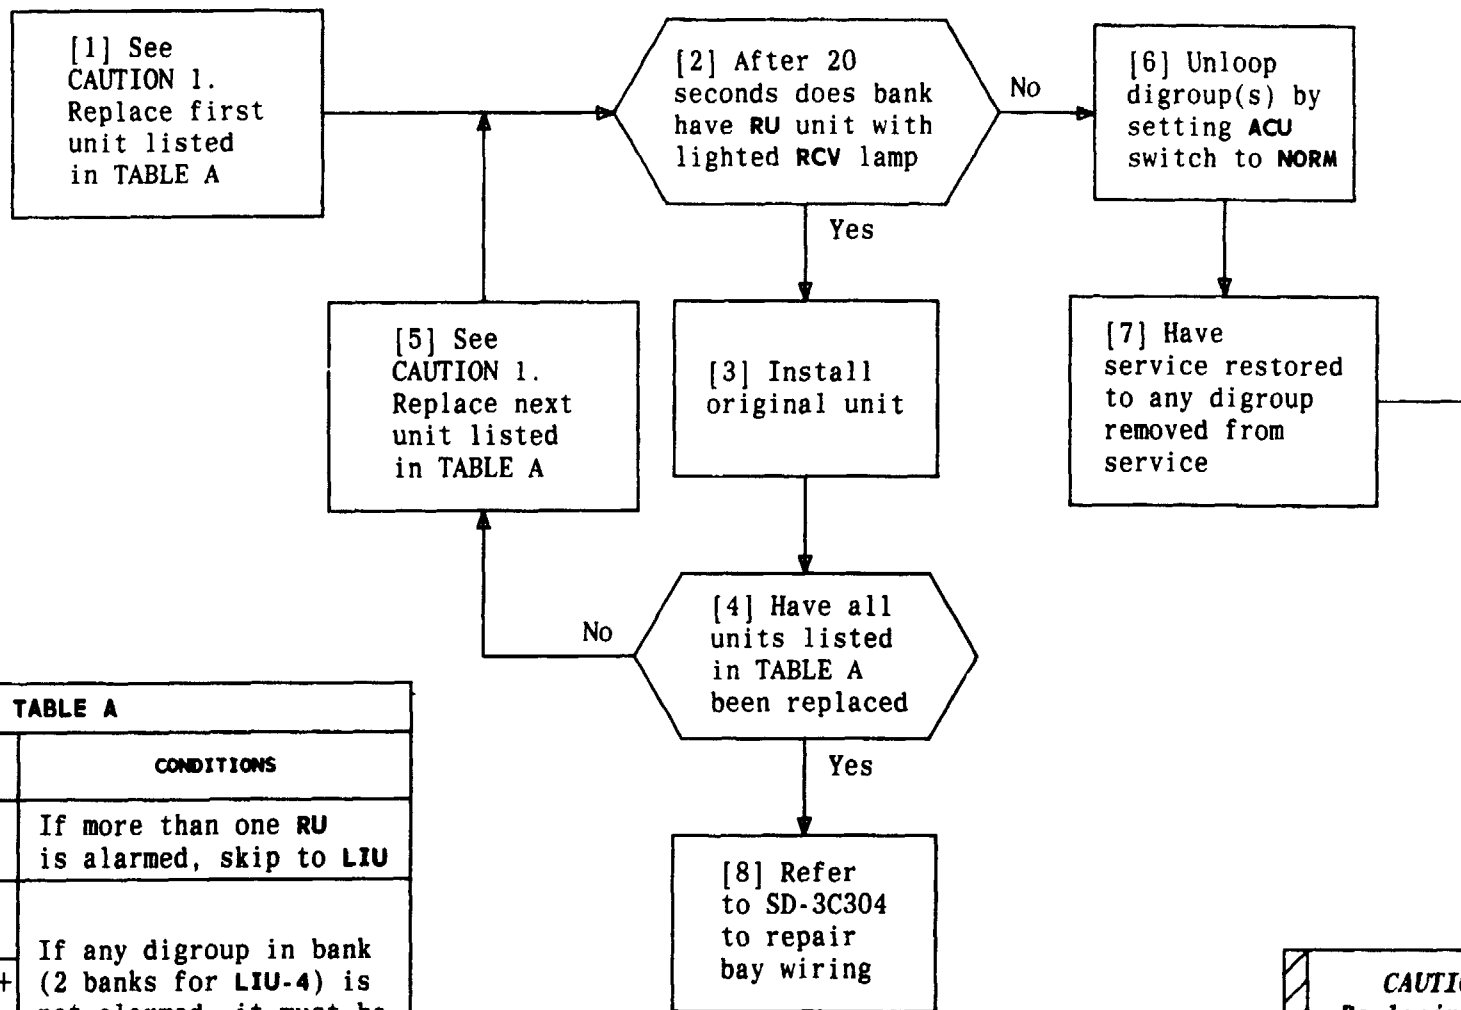 [1] See
CAUTION 1.
Replace first
unit listed
in TABLE A
[2] After 20
seconds does bank
have RU unit with
lighted RCV lamp
No
[6] Unloop
digroup(s) by
setting ACU
switch to NORM
Yes
[5] See
CAUTION 1.
Replace next
unit listed
in TABLE A
[3] Install
original unit
[7] Have
service restored
to any digroup
removed from
service
No
[4] Have all
units listed
in TABLE A
been replaced
Yes
[8] Refer
to SD-3C304
to repair
bay wiring
TABLE A
CONDITIONS
If more than one RU
is alarmed, skip to LIU
If any digroup in bank
+ (2 banks for LIU-4) is
not alarmed, it must be